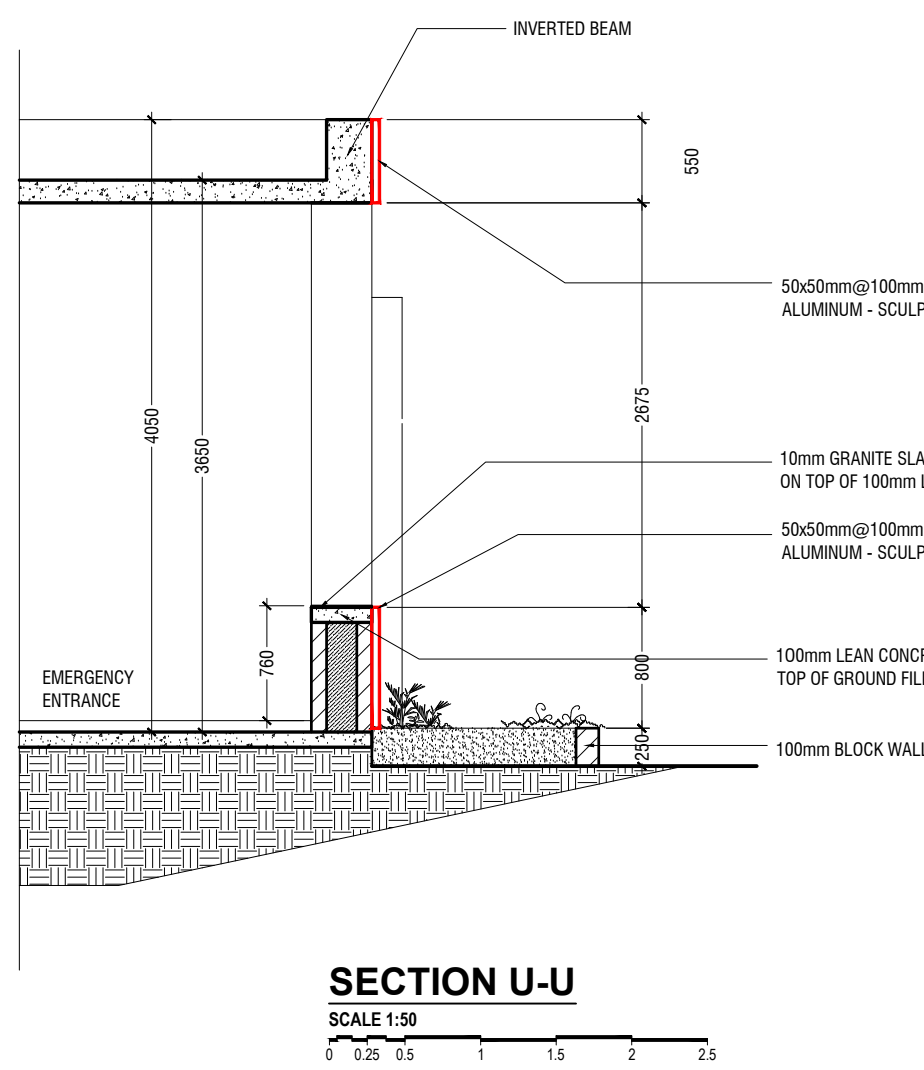 INVERTED BEAM
550
50x50mm@100mm
ALUMINUM - SCULP
2675
4050
3650
10mm GRANITE SLA
ON TOP OF 100mm L
50x50mm@100mm
ALUMINUM - SCULP
760
800
100mm LEAN CONCR
TOP OF GROUND FILL
EMERGENCY
ENTRANCE
250
100mm BLOCK WALL
SECTION U-U
SCALE 1:50
0 0.25 0.5 1 1.5 2 2.5